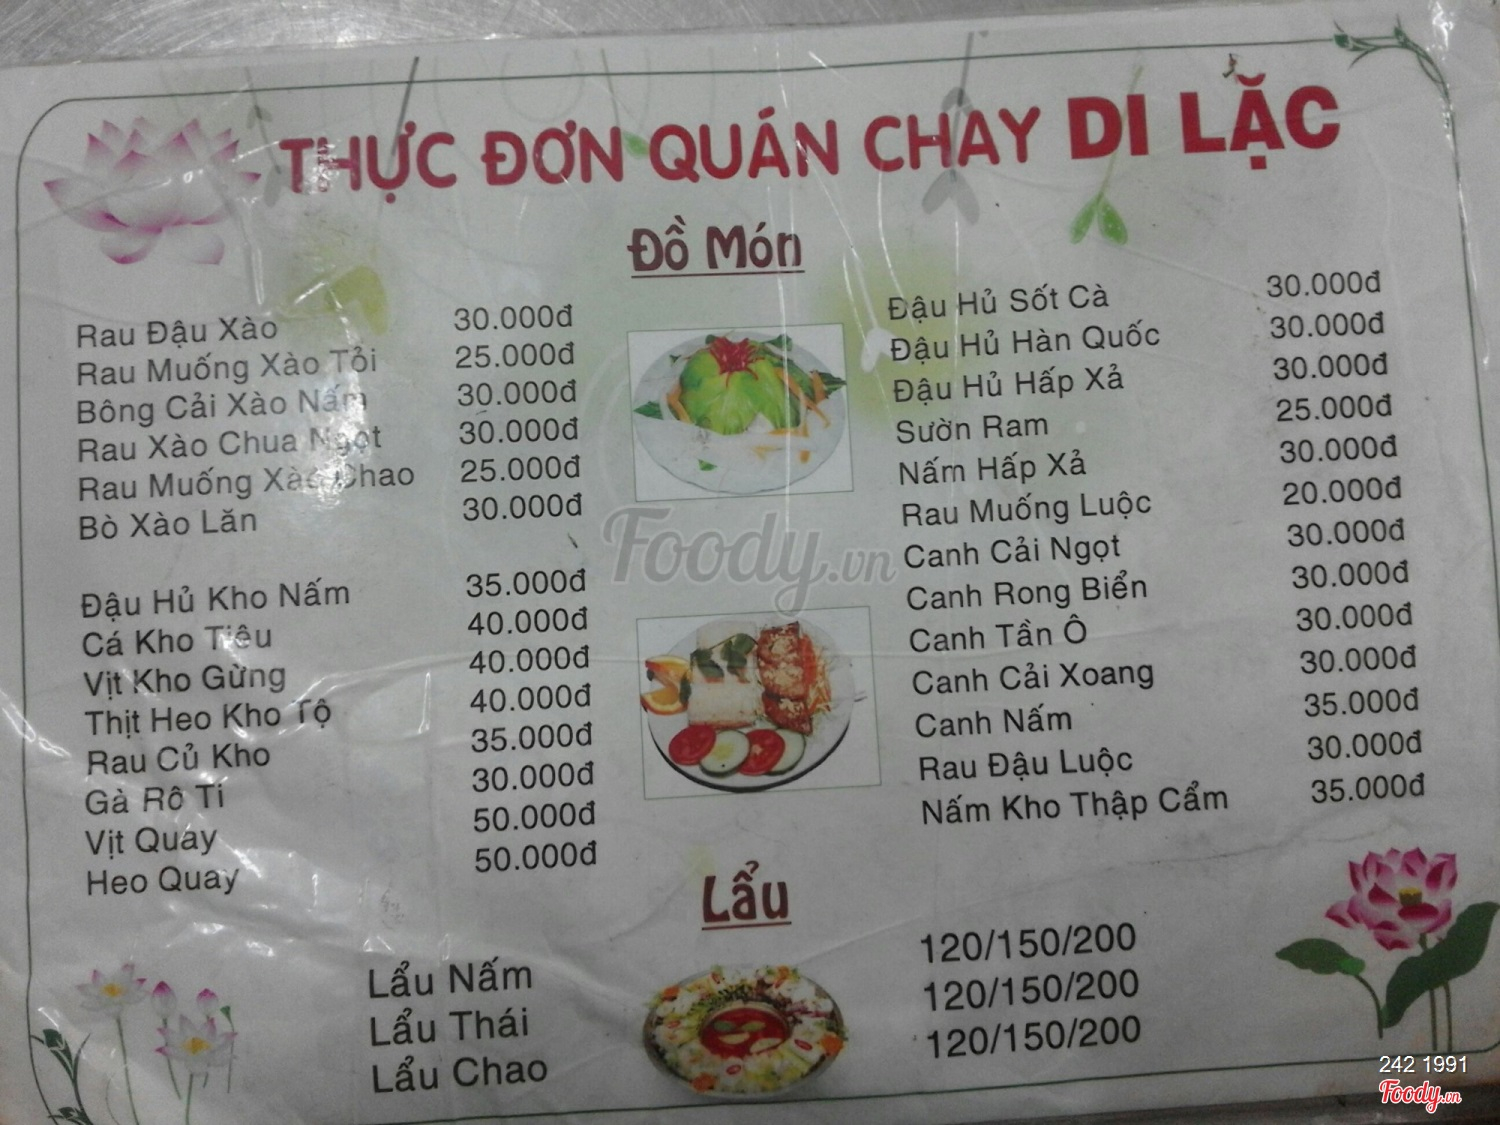 THỰC ĐƠN QUÁN CHAY DI LẶC
Đồ Món
Rau Đậu Xào 30.000đ
Rau Muống Xào Tỏi 25.000đ
Bông Cải Xào Nấm 30.000đ
Rau Xào Chua Ngọt 30.000đ
Rau Muống Xào Chao 25.000đ
Bò Xào Lăn 30.000đ
Đậu Hủ Kho Nấm 35.000đ
Cá Kho Tiêu 40.000đ
Vịt Kho Gừng 40.000đ
Thịt Heo Kho Tộ 40.000đ
Rau Củ Kho 35.000đ
Gà Rô Ti 30.000đ
Vịt Quay 50.000đ
Heo Quay 50.000đ
Đậu Hủ Sốt Cà 30.000đ
Đậu Hủ Hàn Quốc 30.000đ
Đậu Hủ Hấp Xả 30.000đ
Sườn Ram 25.000đ
Nấm Hấp Xả 30.000đ
Rau Muống Luộc 20.000đ
Canh Cải Ngọt 30.000đ
Canh Rong Biển 30.000đ
Canh Tần Ô 30.000đ
Canh Cải Xoang 30.000đ
Canh Nấm 35.000đ
Rau Đậu Luộc 30.000đ
Nấm Kho Thập Cẩm 35.000đ
Foody.vn
Lẩu
Lẩu Nấm 120/150/200
Lẩu Thái 120/150/200
Lẩu Chao 120/150/200
242 1991
Foody.vn